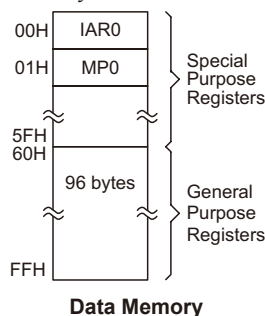 00H IAR0
01H MP0
Special
Purpose
Registers
5FH
60H
96 bytes
General
Purpose
Registers
FFH
Data Memory